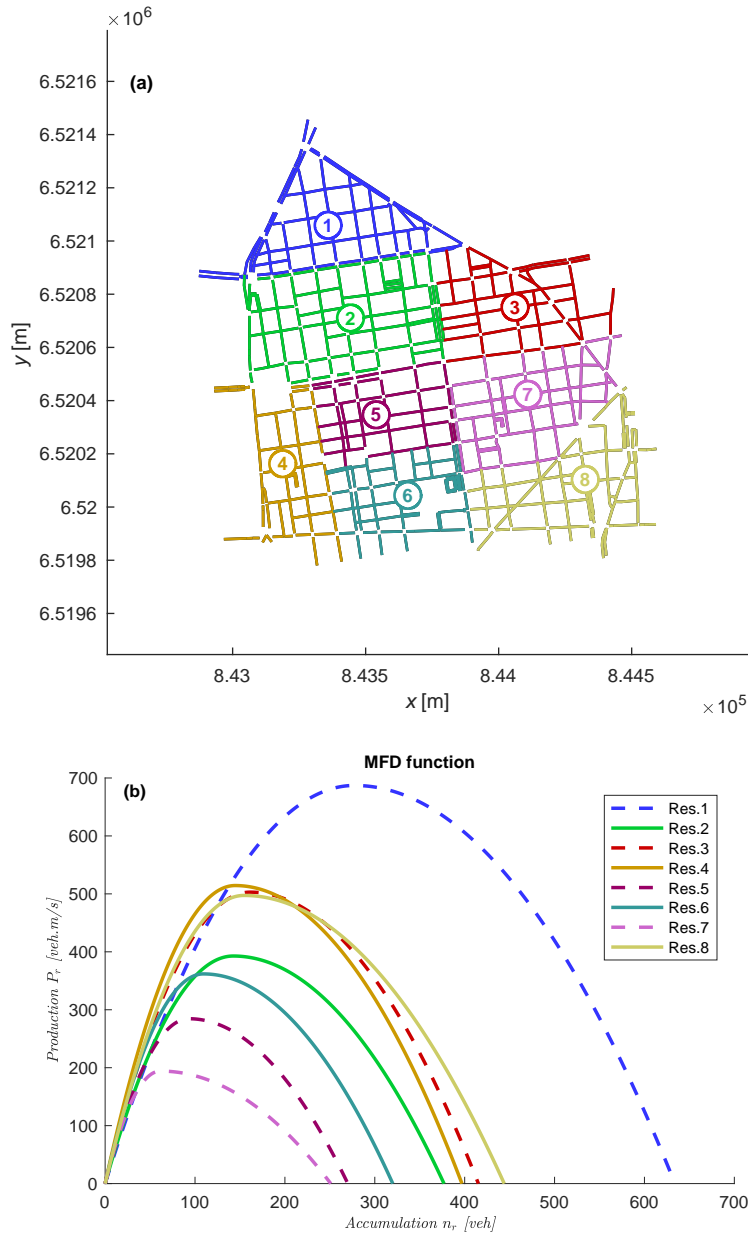 × 10⁶
(a)
6.5216
6.5214
6.5212
6.521
6.5208
6.5206
6.5204
6.5202
6.52
6.5198
6.5196
y [m]
1
2
3
4
5
6
7
8
8.43
8.435
8.44
8.445
x [m]
× 10⁵
MFD function
(b)
700
600
500
400
300
200
100
0
Production P_r [veh.m/s]
Res.1
Res.2
Res.3
Res.4
Res.5
Res.6
Res.7
Res.8
0 100 200 300 400 500 600 700
Accumulation n_r [veh]